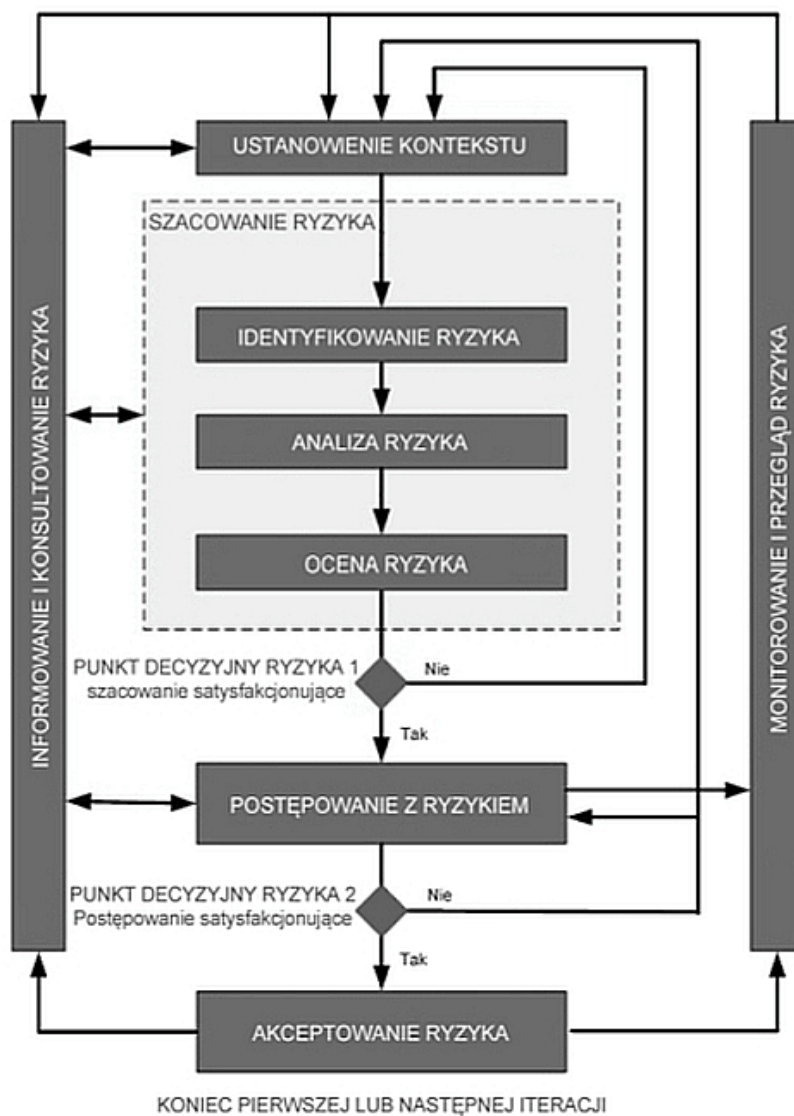 USTANOWIENIE KONTEKSTU
SZACOWANIE RYZYKA
IDENTYFIKOWANIE RYZYKA
ANALIZA RYZYKA
OCENA RYZYKA
PUNKT DECYZYJNY RYZYKA 1
szacowanie satysfakcjonujące
Nie
Tak
POSTĘPOWANIE Z RYZYKIEM
PUNKT DECYZYJNY RYZYKA 2
Postępowanie satysfakcjonujące
Nie
Tak
AKCEPTOWANIE RYZYKA
KONIEC PIERWSZEJ LUB NASTĘPNEJ ITERACJI
INFORMOWANIE I KONSULTOWANIE RYZYKA
MONITOROWANIE I PRZEGLĄD RYZYKA